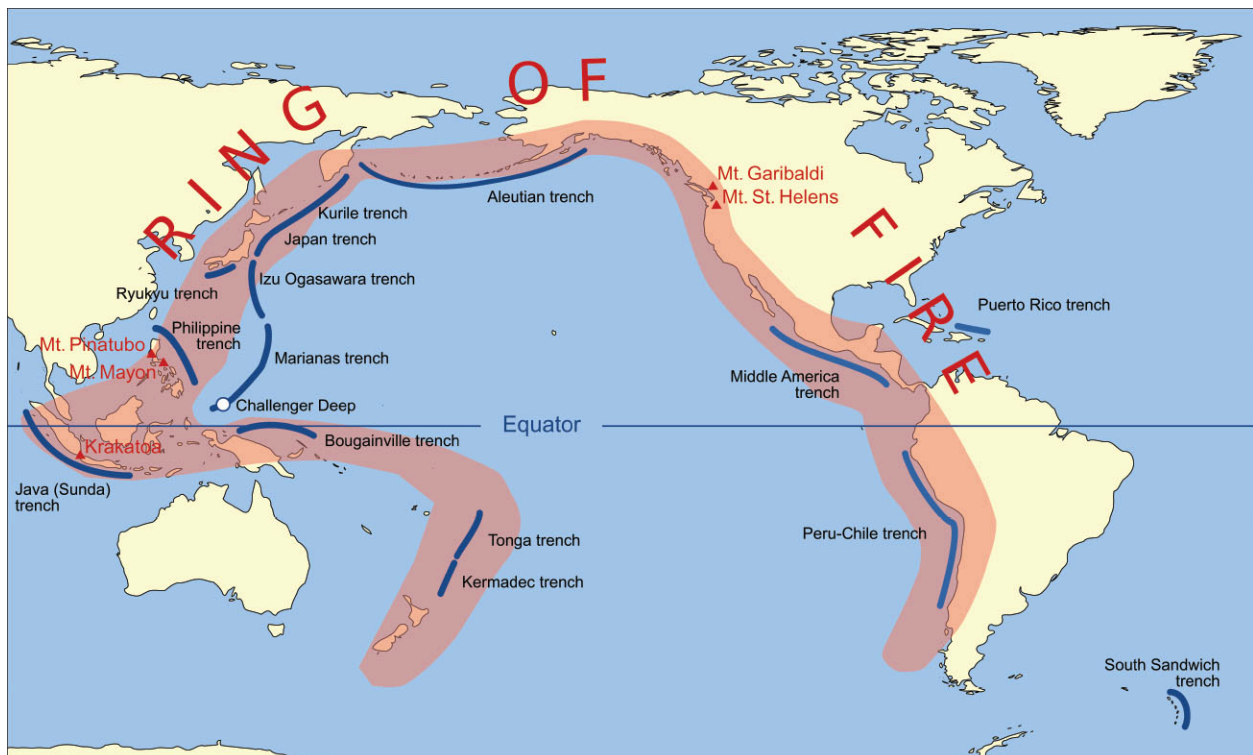 RING OF FIRE
Mt. Garibaldi
Mt. St. Helens
Aleutian trench
Kurile trench
Japan trench
Izu Ogasawara trench
Ryukyu trench
Puerto Rico trench
Philippine
trench
Mt. Pinatubo
Mt. Mayon
Marianas trench
Middle America
trench
Challenger Deep
Equator
Bougainville trench
Krakatoa
Java (Sunda)
trench
Tonga trench
Peru-Chile trench
Kermadec trench
South Sandwich
trench